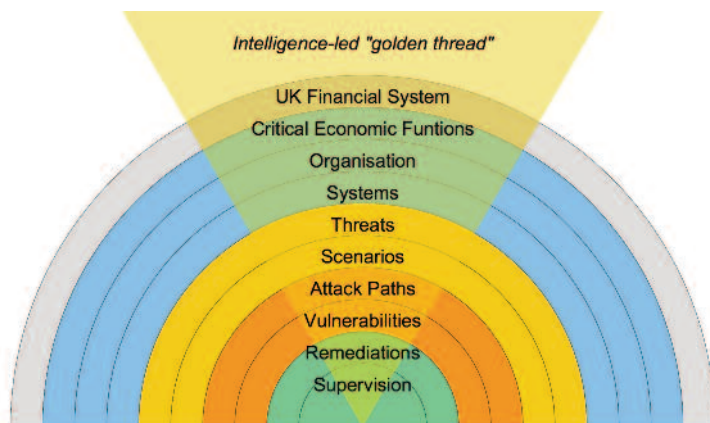 Intelligence-led "golden thread"
UK Financial System
Critical Economic Funtions
Organisation
Systems
Threats
Scenarios
Attack Paths
Vulnerabilities
Remediations
Supervision